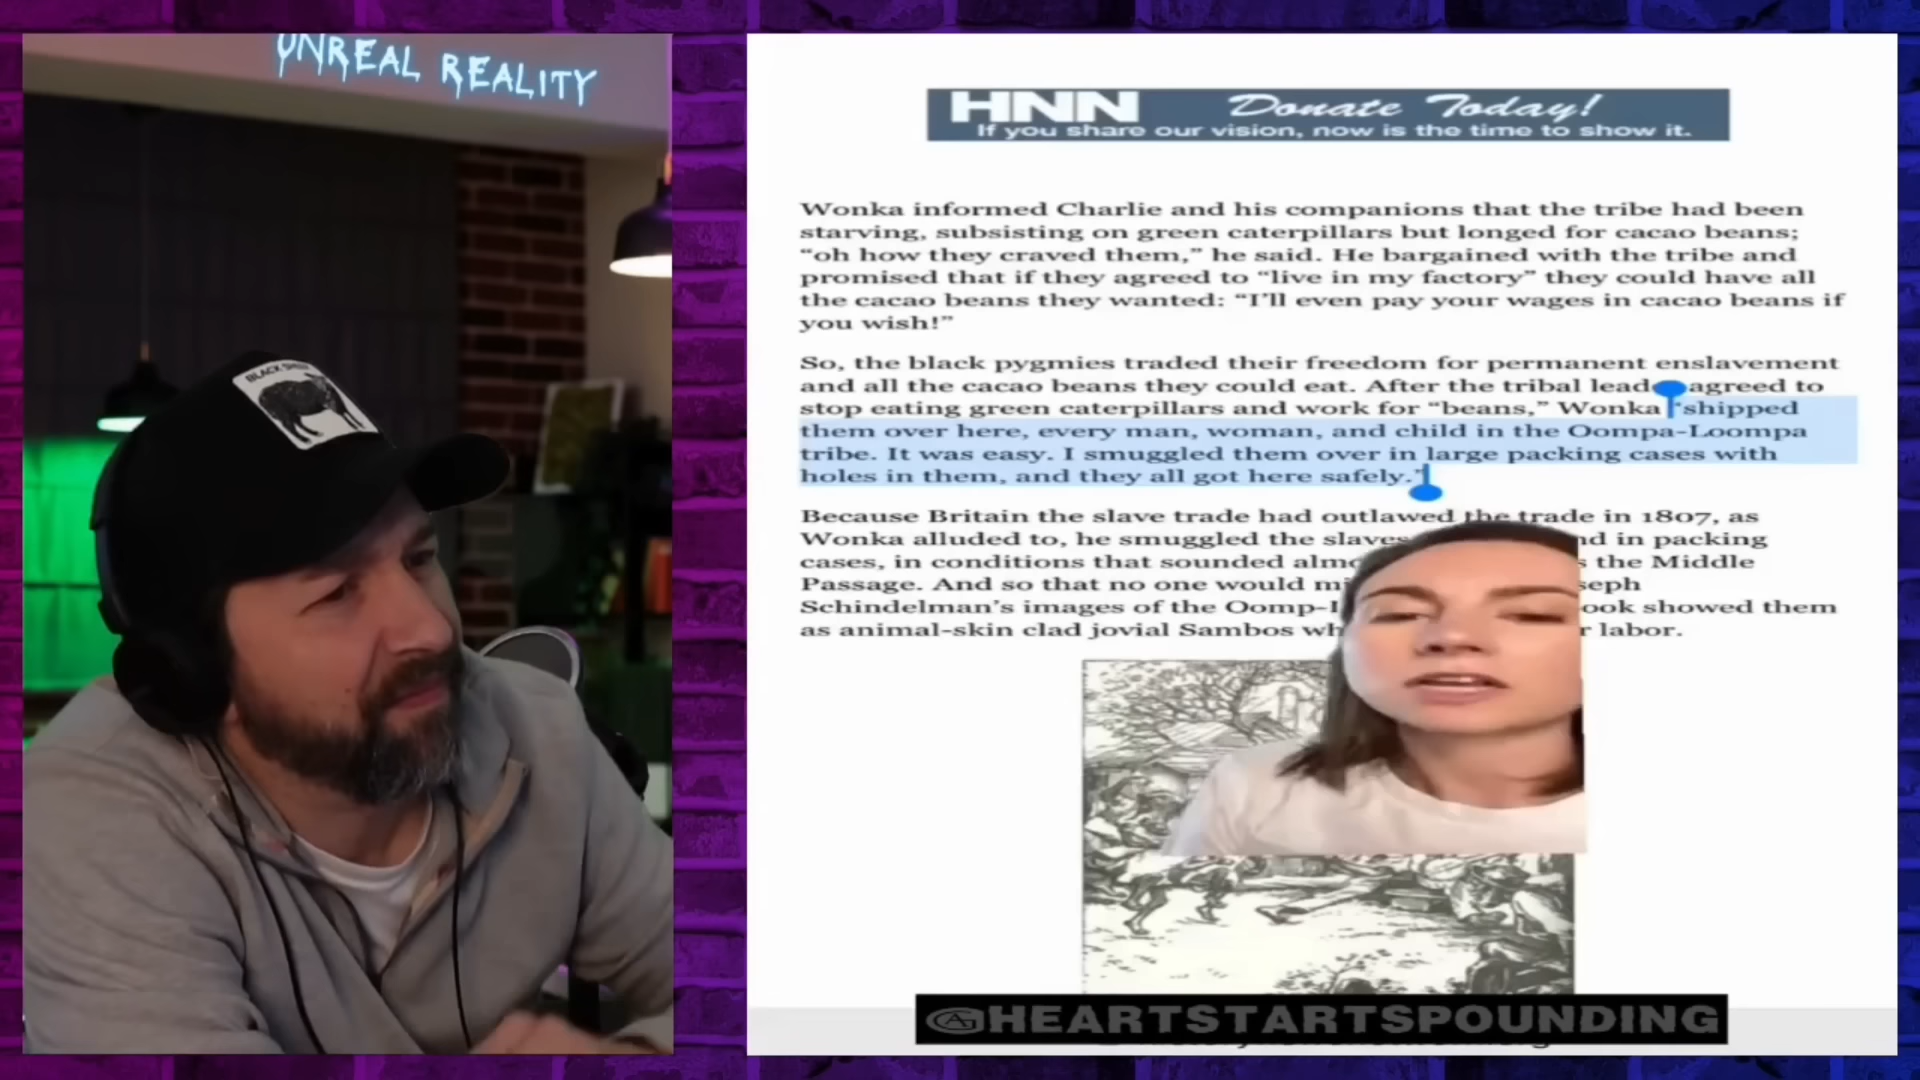 UNREAL REALITY
BLACK SHEEP
HNN Donate Today!
If you share our vision, now is the time to show it.
Wonka informed Charlie and his companions that the tribe had been
starving, subsisting on green caterpillars but longed for cacao beans;
“oh how they craved them,” he said. He bargained with the tribe and
promised that if they agreed to “live in my factory” they could have all
the cacao beans they wanted: “I’ll even pay your wages in cacao beans if
you wish!”
So, the black pygmies traded their freedom for permanent enslavement
and all the cacao beans they could eat. After the tribal agreed to
stop eating green caterpillars and work for “beans,” Wonka “shipped
them over here, every man, woman, and child in the Oompa-Loompa
tribe. It was easy. I smuggled them over in large packing cases with
holes in them, and they all got here safely.”
Because Britain the slave trade had outlawed the trade in 1807, as
Wonka alluded to, he smuggled the slaves in packing
cases, in conditions that sounded the Middle
Passage. And so that no one would
Schindelman’s images of the showed them
as animal-skin clad jovial Sambos labor.
@HEARTSTARTSPOUNDING